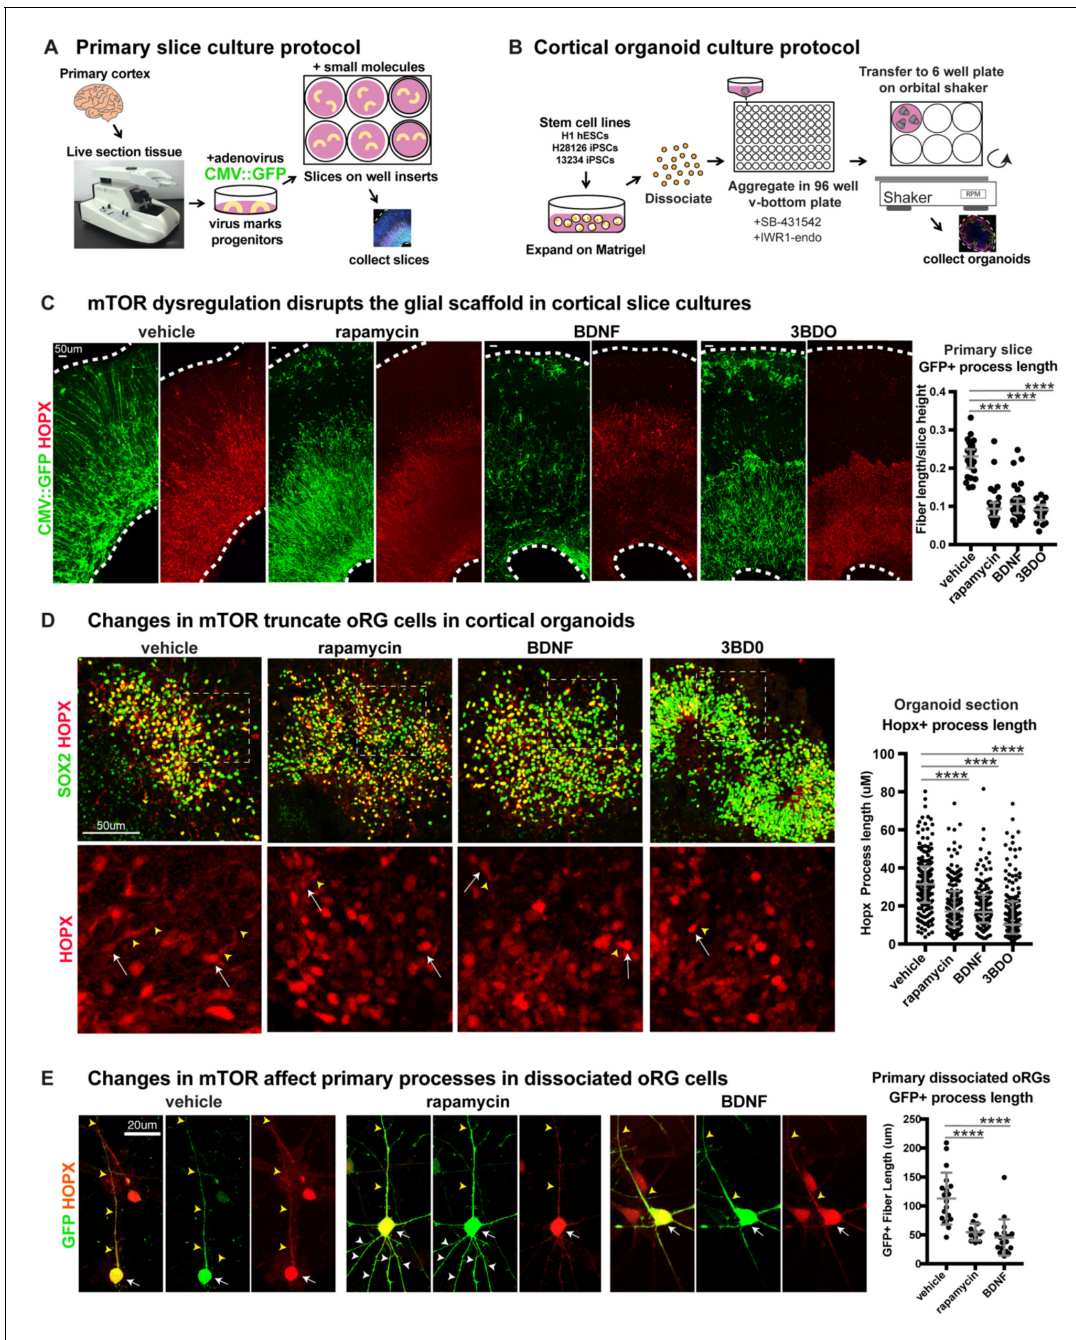 A Primary slice culture protocol
Primary cortex
Live section tissue
+adenovirus
CMV::GFP
virus marks
progenitors
+ small molecules
Slices on well inserts
collect slices
B Cortical organoid culture protocol
Stem cell lines
H1 hESCs
H28126 iPSCs
13234 iPSCs
Expand on Matrigel
Dissociate
Aggregate in 96 well
v-bottom plate
+SB-431542
+IWR1-endo
Transfer to 6 well plate
on orbital shaker
Shaker
RPM
collect organoids
C mTOR dysregulation disrupts the glial scaffold in cortical slice cultures
vehicle rapamycin BDNF 3BDO
50um
CMV::GFP HOPX
Primary slice
GFP+ process length
****
****
****
Fiber length/slice height
0.4
0.3
0.2
0.1
0.0
vehicle
rapamycin
BDNF
3BDO
D Changes in mTOR truncate oRG cells in cortical organoids
vehicle rapamycin BDNF 3BD0
SOX2 HOPX
50um
HOPX
Organoid section
Hopx+ process length
****
****
****
Hopx Process length (uM)
100
80
60
40
20
0
vehicle
rapamycin
BDNF
3BDO
E Changes in mTOR affect primary processes in dissociated oRG cells
vehicle rapamycin BDNF
20um
GFP HOPX
Primary dissociated oRGs
GFP+ process length
****
****
GFP+ Fiber Length (um)
250
200
150
100
50
0
vehicle
rapamycin
BDNF